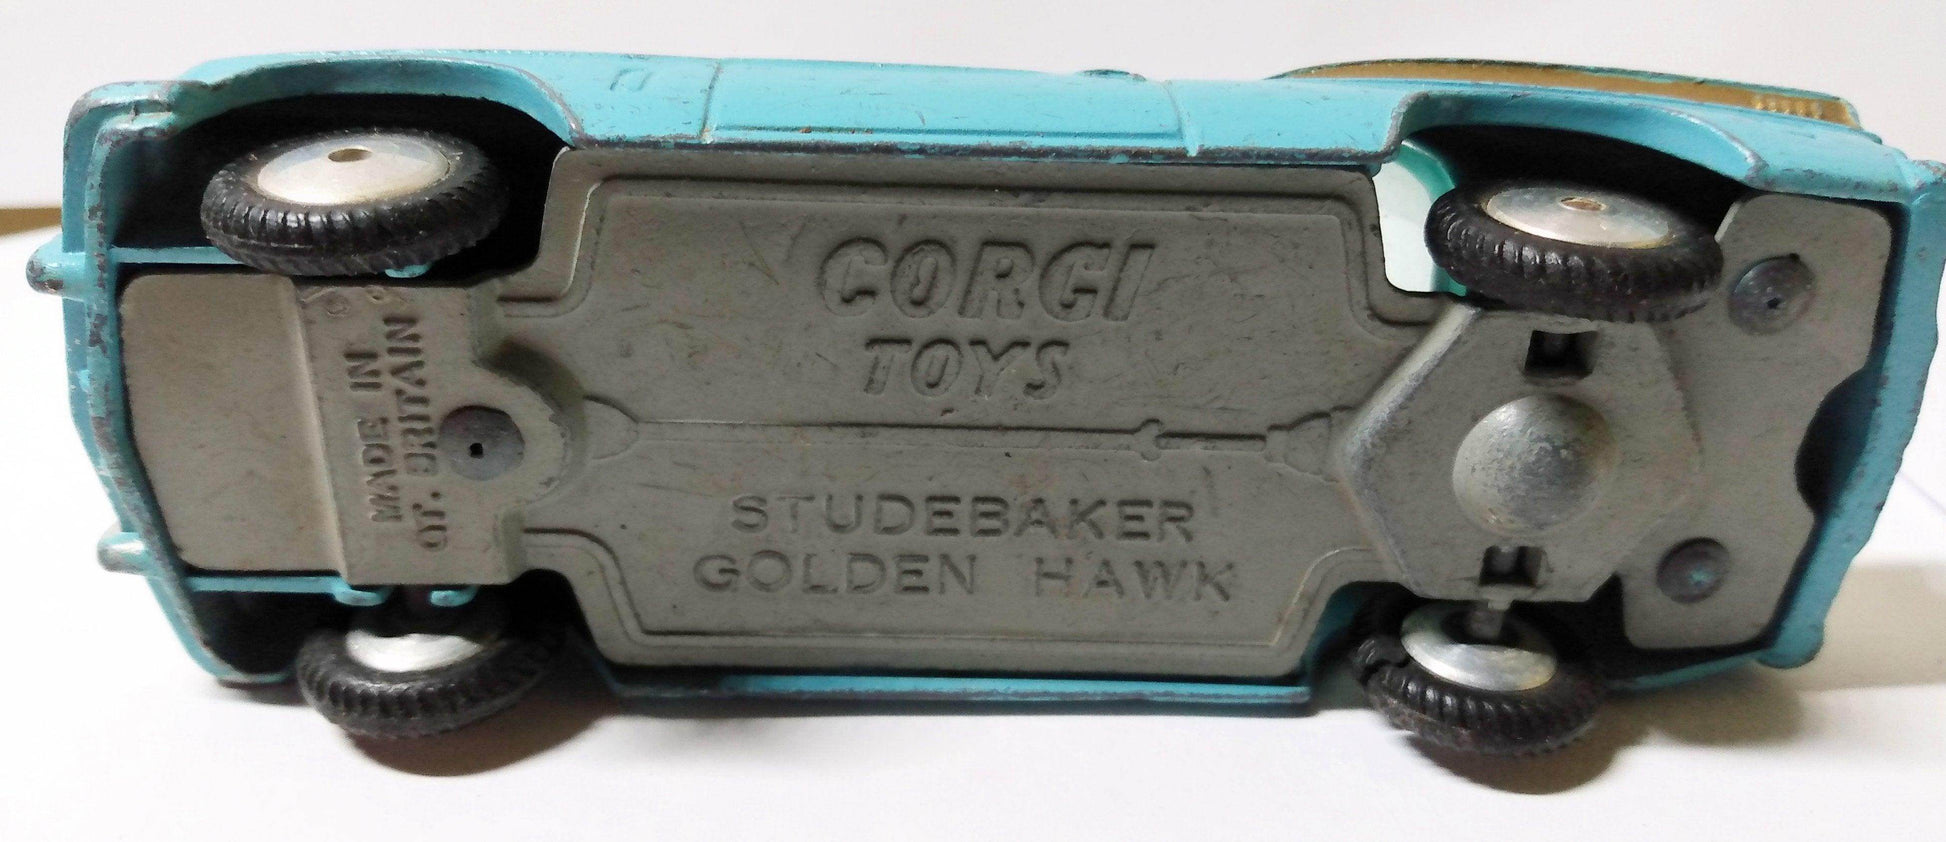 CORGI
TOYS
STUDEBAKER
GOLDEN HAWK
MADE IN
GT. BRITAIN